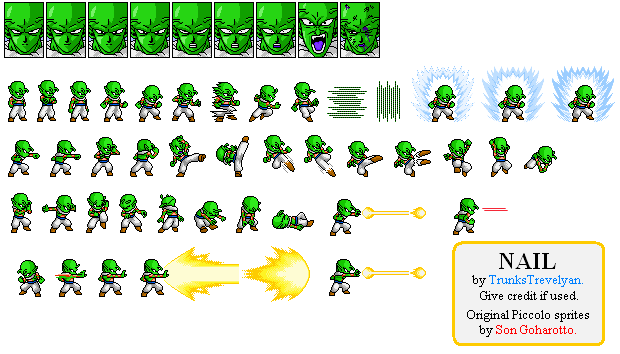 NAIL
by TrunksTrevelyan.
Give credit if used.
Original Piccolo sprites
by Son Goharotto.